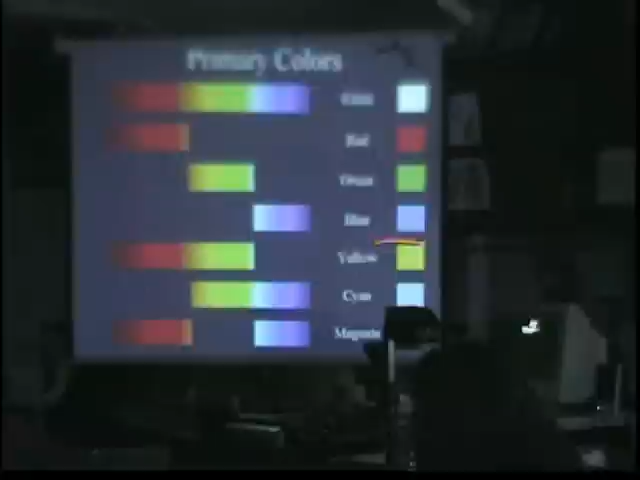 Primary Colors
White
Red
Green
Blue
Yellow
Cyan
Magenta